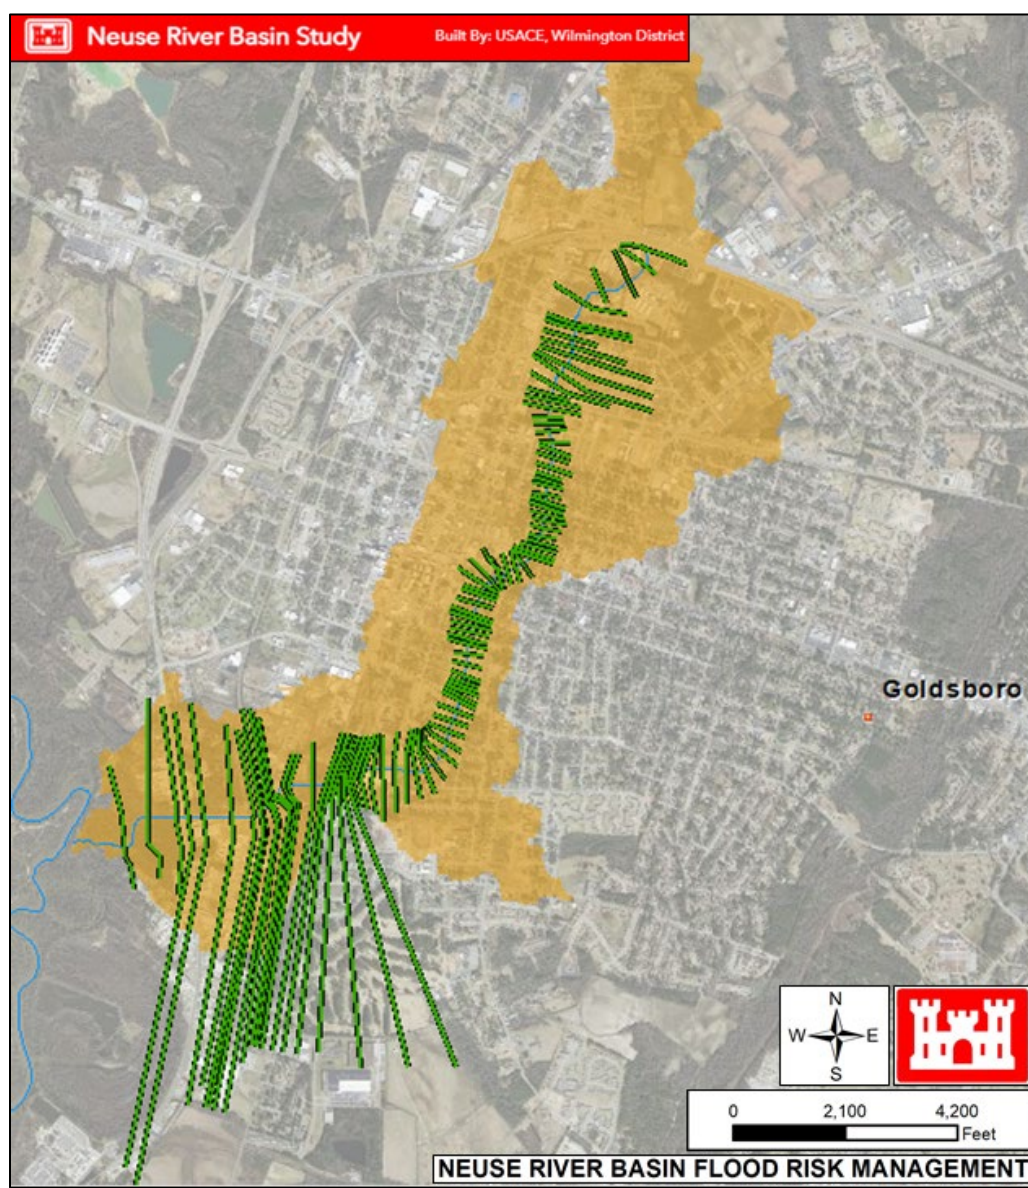 Neuse River Basin Study
Built By: USACE, Wilmington District
Goldsboro
N
W E
S
0 2,100 4,200
Feet
NEUSE RIVER BASIN FLOOD RISK MANAGEMENT